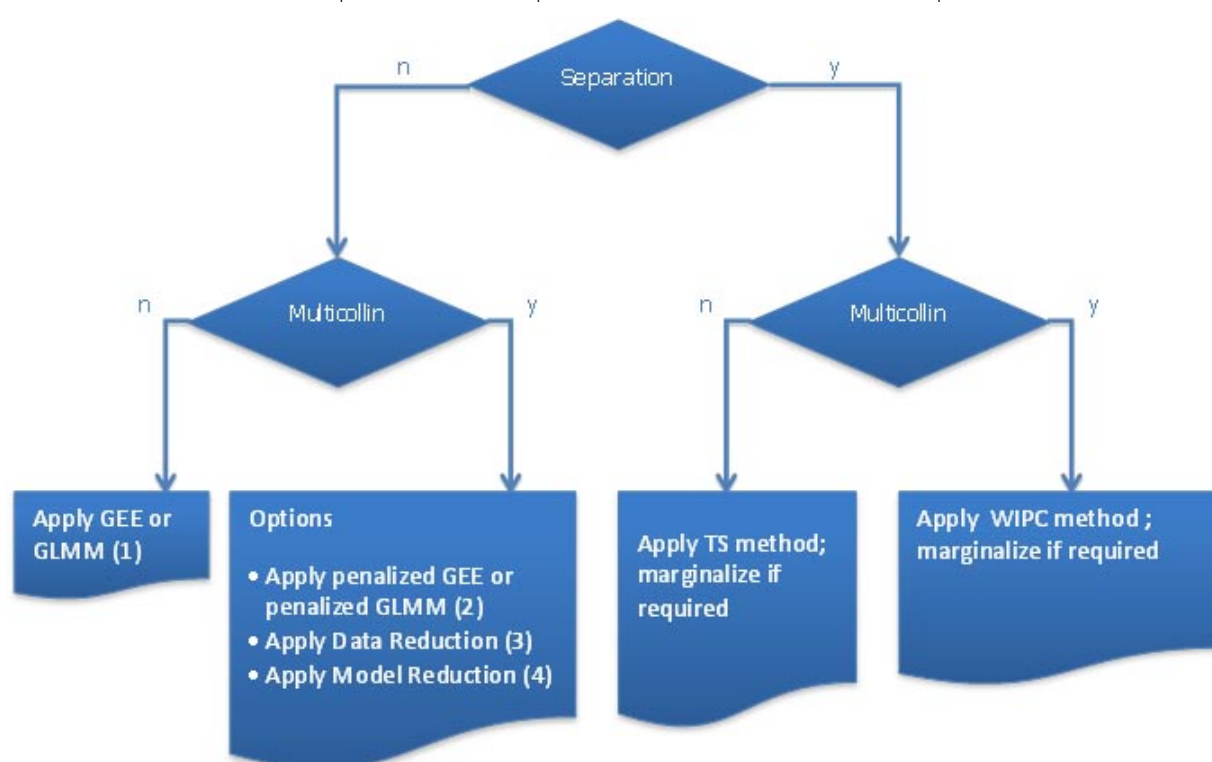 Separation
n
y
Multicollin
n
y
Multicollin
n
y
Apply GEE or
GLMM (1)
Options
• Apply penalized GEE or
penalized GLMM (2)
• Apply Data Reduction (3)
• Apply Model Reduction (4)
Apply TS method;
marginalize if
required
Apply WIPC method ;
marginalize if required